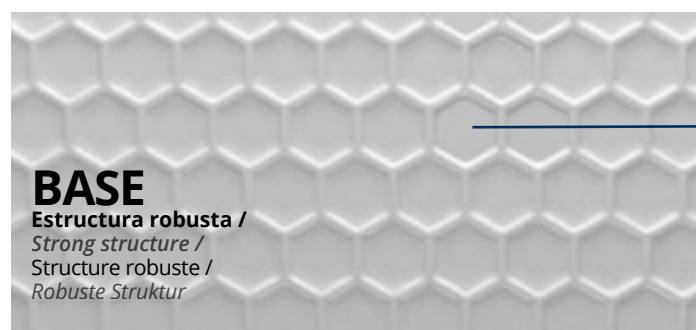 BASE
Estructura robusta /
Strong structure /
Structure robuste /
Robuste Struktur